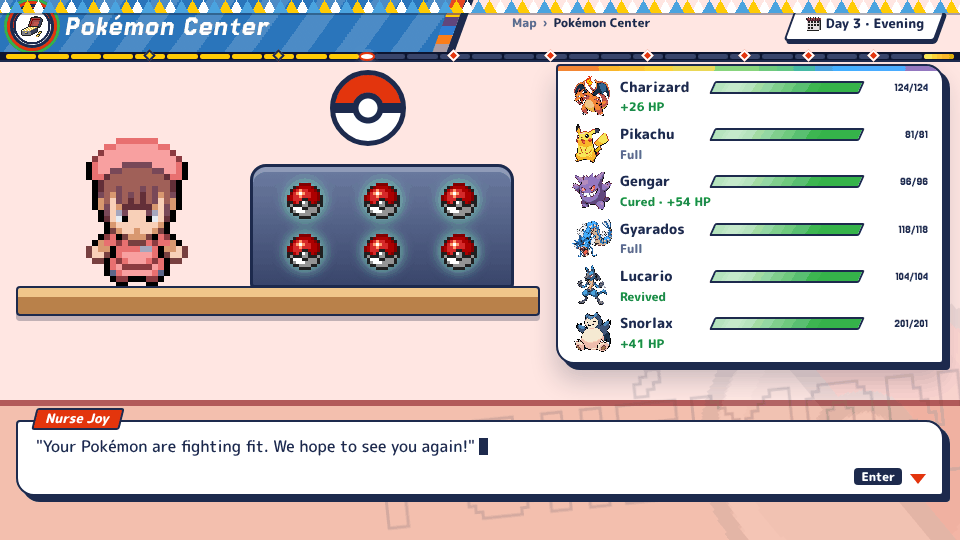 Pokémon Center
Map › Pokémon Center
Day 3 · Evening
Charizard
124/124
+26 HP
Pikachu
81/81
Full
Gengar
96/96
Cured · +54 HP
Gyarados
118/118
Full
Lucario
104/104
Revived
Snorlax
201/201
+41 HP
Nurse Joy
"Your Pokémon are fighting fit. We hope to see you again!"
Enter